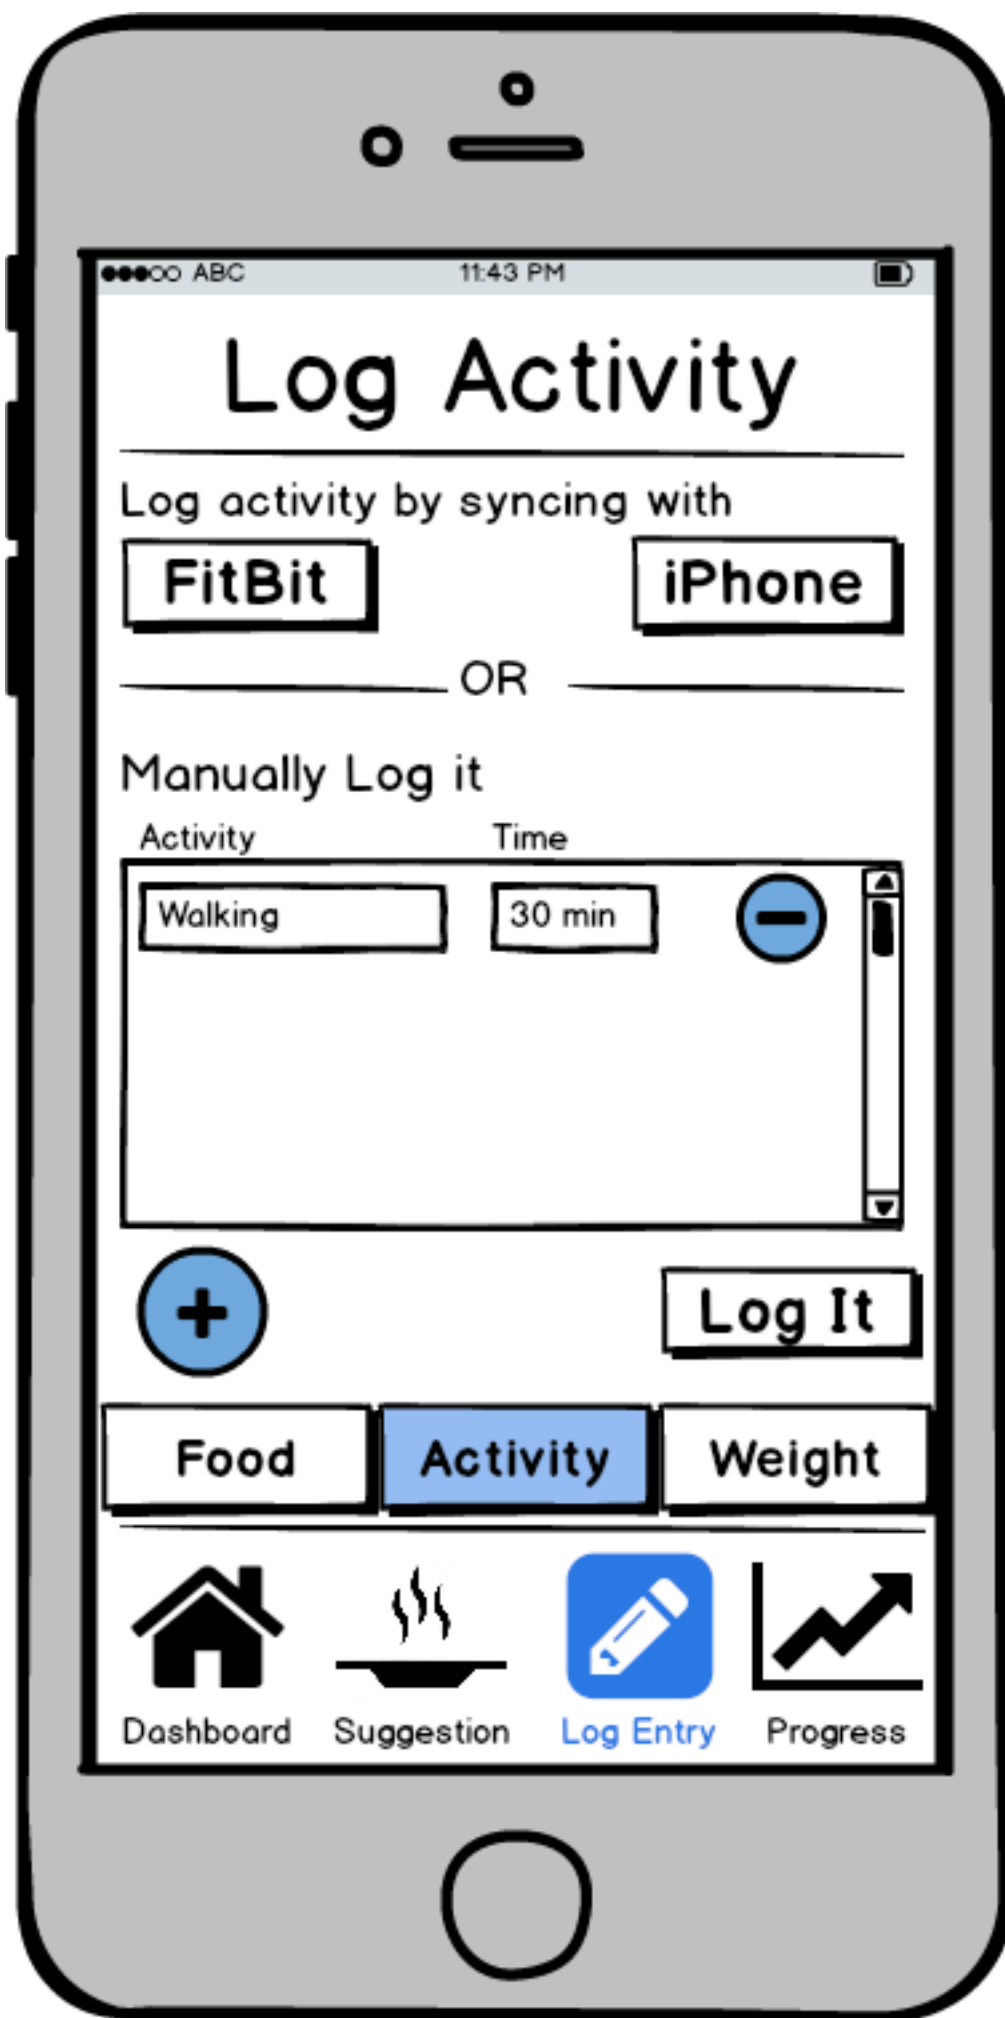 ABC 11:43 PM
Log Activity
Log activity by syncing with
FitBit iPhone
OR
Manually Log it
Activity Time
Walking 30 min
Log It
Food Activity Weight
Dashboard Suggestion Log Entry Progress